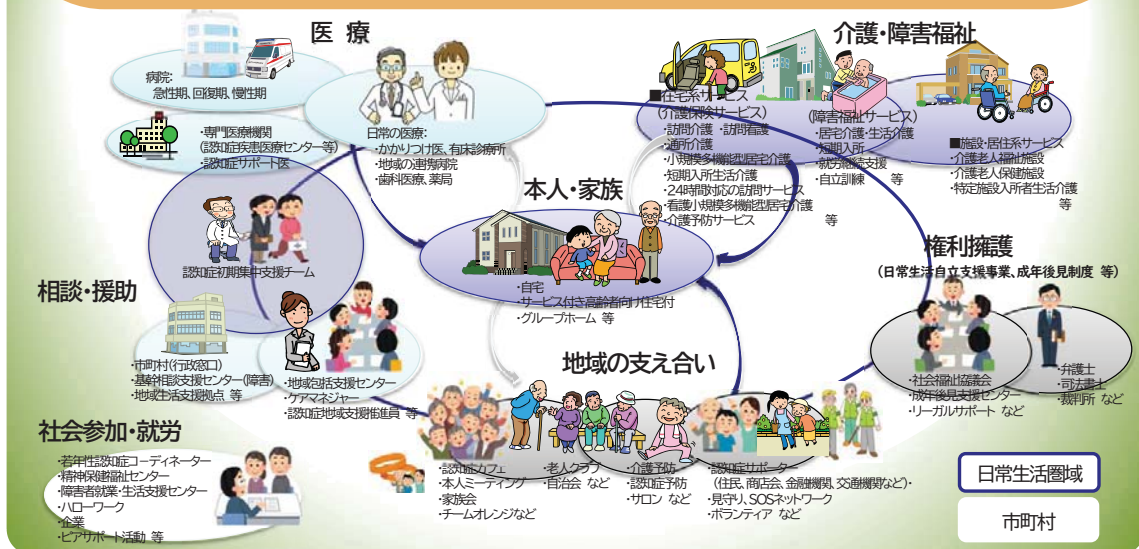 医 療
病院:
急性期、回復期、慢性期
・専門医療機関
(認知症疾患医療センター等)
・認知症サポート医
日常の医療:
・かかりつけ医、有床診療所
・地域の連携病院
・歯科医療、薬局
介護・障害福祉
■在宅系サービス
(介護保険サービス)
・訪問介護 ・訪問看護
・通所介護
・小規模多機能型居宅介護
・短期入所生活介護
・24時間対応の訪問サービス
・看護小規模多機能型居宅介護
・介護予防サービス 等
(障害福祉サービス)
・居宅介護・生活介護
・短期入所
・就労継続支援
・自立訓練 等
■施設・居住系サービス
・介護老人福祉施設
・介護老人保健施設
・特定施設入所者生活介護
等
本人・家族
・自宅
・サービス付き高齢者向け住宅付
・グループホーム 等
認知症初期集中支援チーム
相談・援助
・市町村(行政窓口)
・基幹相談支援センター(障害)
・地域生活支援拠点 等
・地域包括支援センター
・ケアマネジャー
・認知症地域支援推進員 等
権利擁護
(日常生活自立支援事業、成年後見制度 等)
・社会福祉協議会
・成年後見支援センター
・リーガルサポート など
・弁護士
・司法書士
・裁判所 など
地域の支え合い
・認知症カフェ
・本人ミーティング
・家族会
・チームオレンジなど
・老人クラブ
・自治会 など
・介護予防
・認知症予防
・サロン など
・認知症サポーター
(住民、商店会、金融機関、交通機関など)・
・見守り、SOSネットワーク
・ボランティア など
社会参加・就労
・若年性認知症コーディネーター
・精神保健福祉センター
・障害者就業・生活支援センター
・ハローワーク
・企業
・ピアサポート活動 等
日常生活圏域
市町村